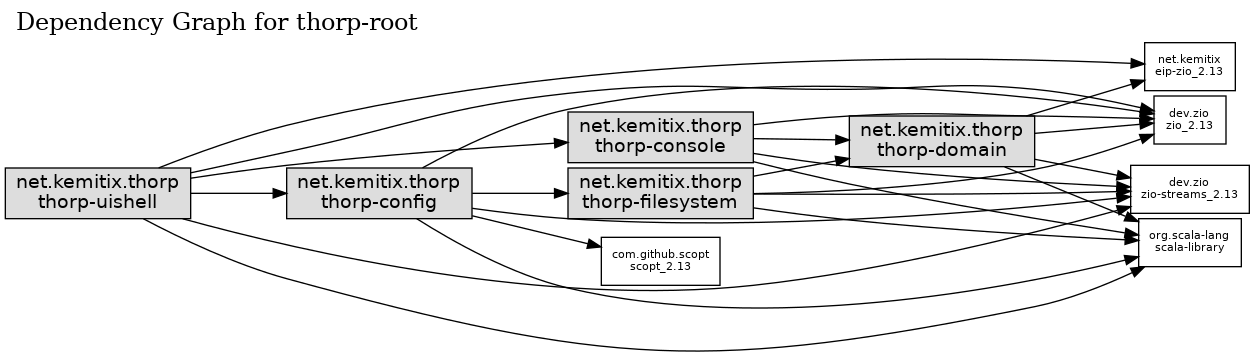 Dependency Graph for thorp-root
net.kemitix
eip-zio_2.13
dev.zio
zio_2.13
net.kemitix.thorp
thorp-console
net.kemitix.thorp
thorp-domain
net.kemitix.thorp
thorp-uishell
net.kemitix.thorp
thorp-config
net.kemitix.thorp
thorp-filesystem
dev.zio
zio-streams_2.13
org.scala-lang
scala-library
com.github.scopt
scopt_2.13